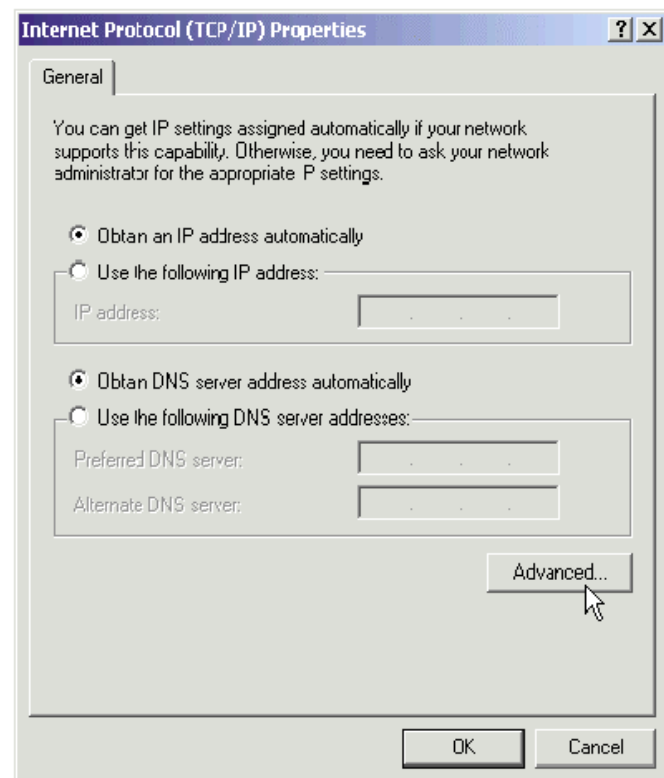 Internet Protocol (TCP/IP) Properties
General
You can get IP settings assigned automatically if your network
supports this capability. Otherwise, you need to ask your network
administrator for the appropriate IP settings.
Obtain an IP address automatically
Use the following IP address:
IP address:
Obtain DNS server address automatically
Use the following DNS server addresses:
Preferred DNS server:
Alternate DNS server:
Advanced...
OK
Cancel